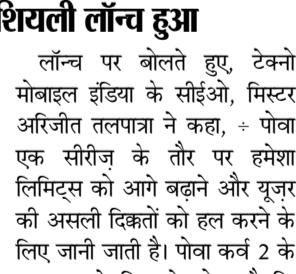 शियली लॉन्च हुआ
लॉन्च पर बोलते हुए, टेक्नो
मोबाइल इंडिया के सीईओ, मिस्टर
अरिजीत तलपात्रा ने कहा, ÷ पोवा
एक सीरीज़ के तौर पर हमेशा
लिमिट्स को आगे बढ़ाने और यूज़र
की असली दिक्कतों को हल करने के
लिए जानी जाती है। पोवा कर्व 2 के